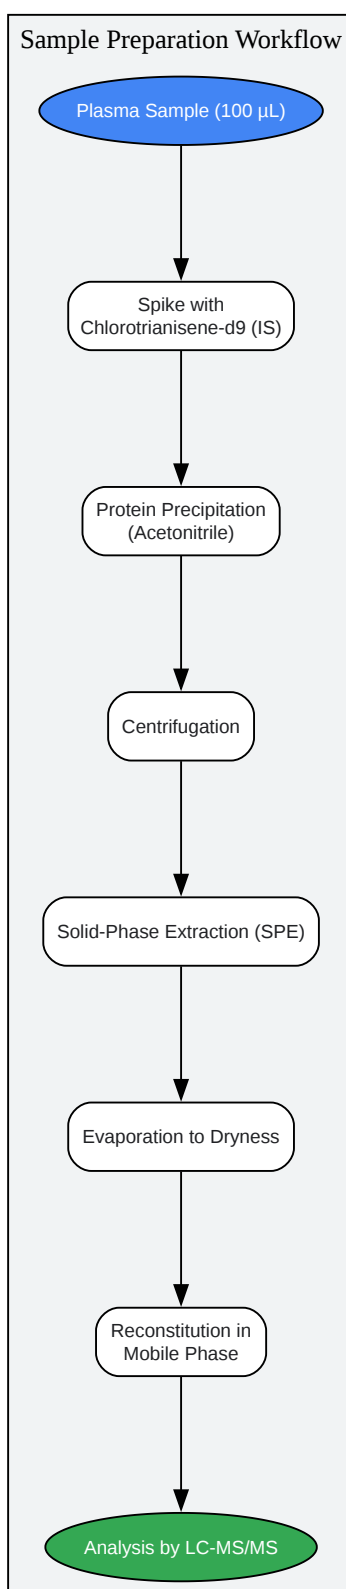 Sample Preparation Workflow
Plasma Sample (100 µL)
Spike with
Chlorotrianisene-d9 (IS)
Protein Precipitation
(Acetonitrile)
Centrifugation
Solid-Phase Extraction (SPE)
Evaporation to Dryness
Reconstitution in
Mobile Phase
Analysis by LC-MS/MS